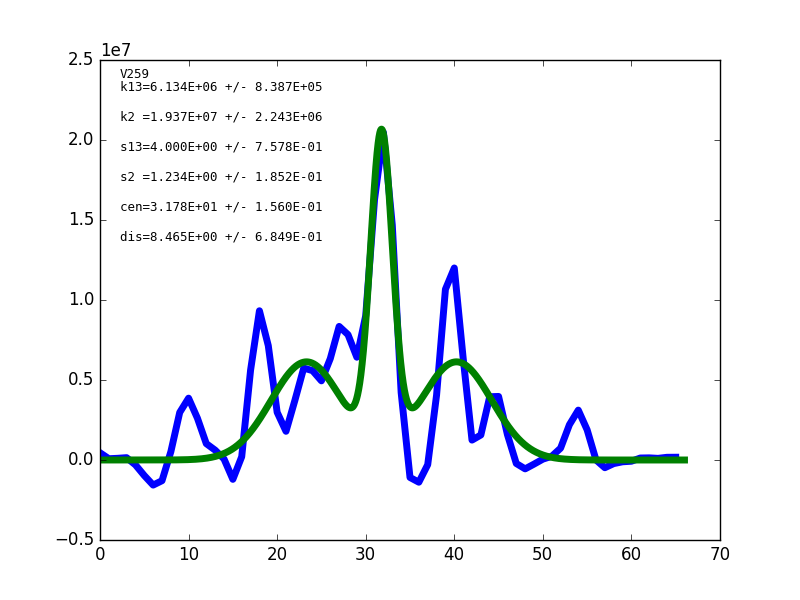 1e7
2.5
2.0
1.5
1.0
0.5
0.0
−0.5
V259
k13=6.134E+06 +/- 8.387E+05
k2 =1.937E+07 +/- 2.243E+06
s13=4.000E+00 +/- 7.578E-01
s2 =1.234E+00 +/- 1.852E-01
cen=3.178E+01 +/- 1.560E-01
dis=8.465E+00 +/- 6.849E-01
0 10 20 30 40 50 60 70